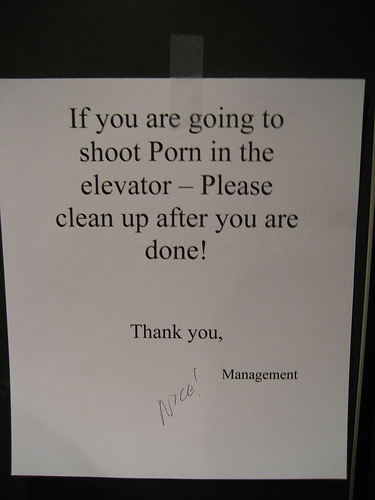 If you are going to
shoot Porn in the
elevator – Please
clean up after you are
done!
Thank you,
Management
NICE!